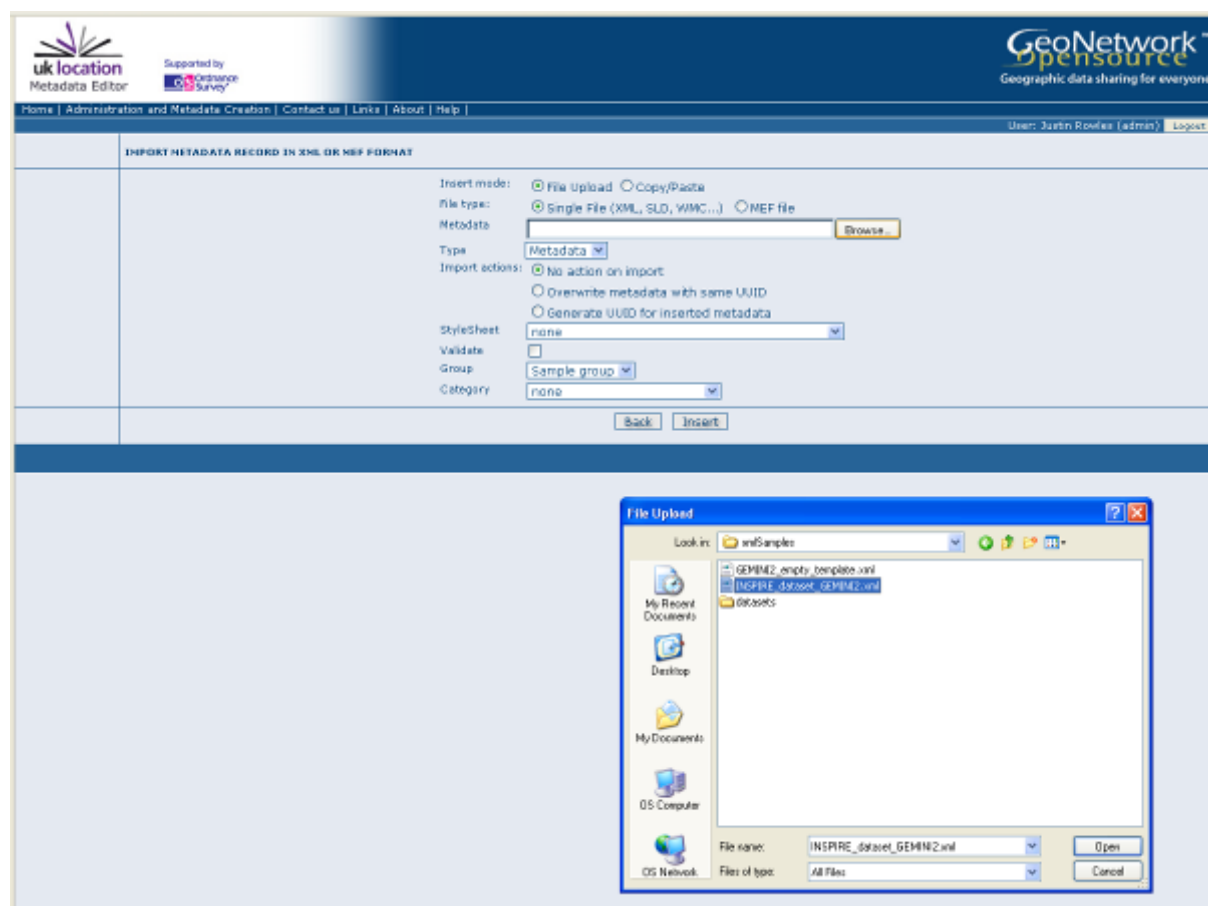 uk location
Metadata Editor
Supported by
Ordnance Survey
GeoNetwork
Opensource
Geographic data sharing for everyone
Home | Administration and Metadata Creation | Contact us | Links | About | Help |
User: Justin Rowles (admin) Logout
IMPORT METADATA RECORD IN XML OR MEF FORMAT
Insert mode: File Upload Copy/Paste
File type: Single File (XML, SLD, WMC...) MEF file
Metadata Browse...
Type Metadata
Import actions: No action on import
Overwrite metadata with same UUID
Generate UUID for inserted metadata
StyleSheet none
Validate
Group Sample group
Category none
Back Insert
File Upload
Look in: xmlSamples
GEMINI2_empty_template.xml
INSPIRE_dataset_GEMINI2.xml
datasets
My Recent
Documents
Desktop
My Documents
OS Computer
OS Network
File name: INSPIRE_dataset_GEMINI2.xml Open
Files of type: All Files Cancel